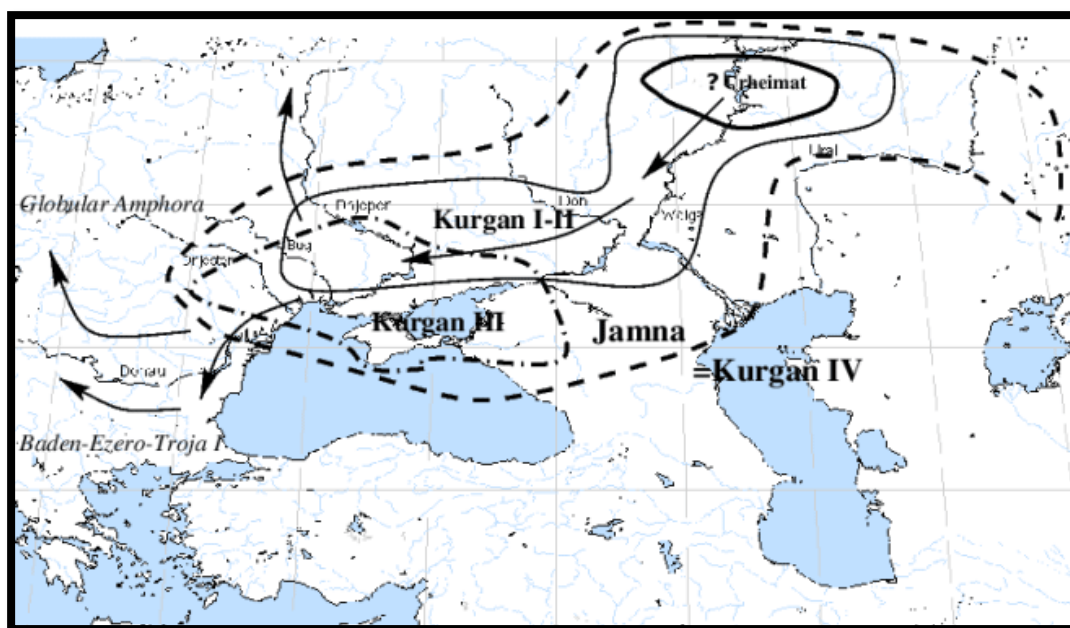 ? Urheimat
Ural
Globular Amphora
Dnjepr
Don
Kurgan I-II
Wolga
Bug
Dnjestr
Kurgan III
Jamna
Donau
=Kurgan IV
Baden-Ezero-Troja I